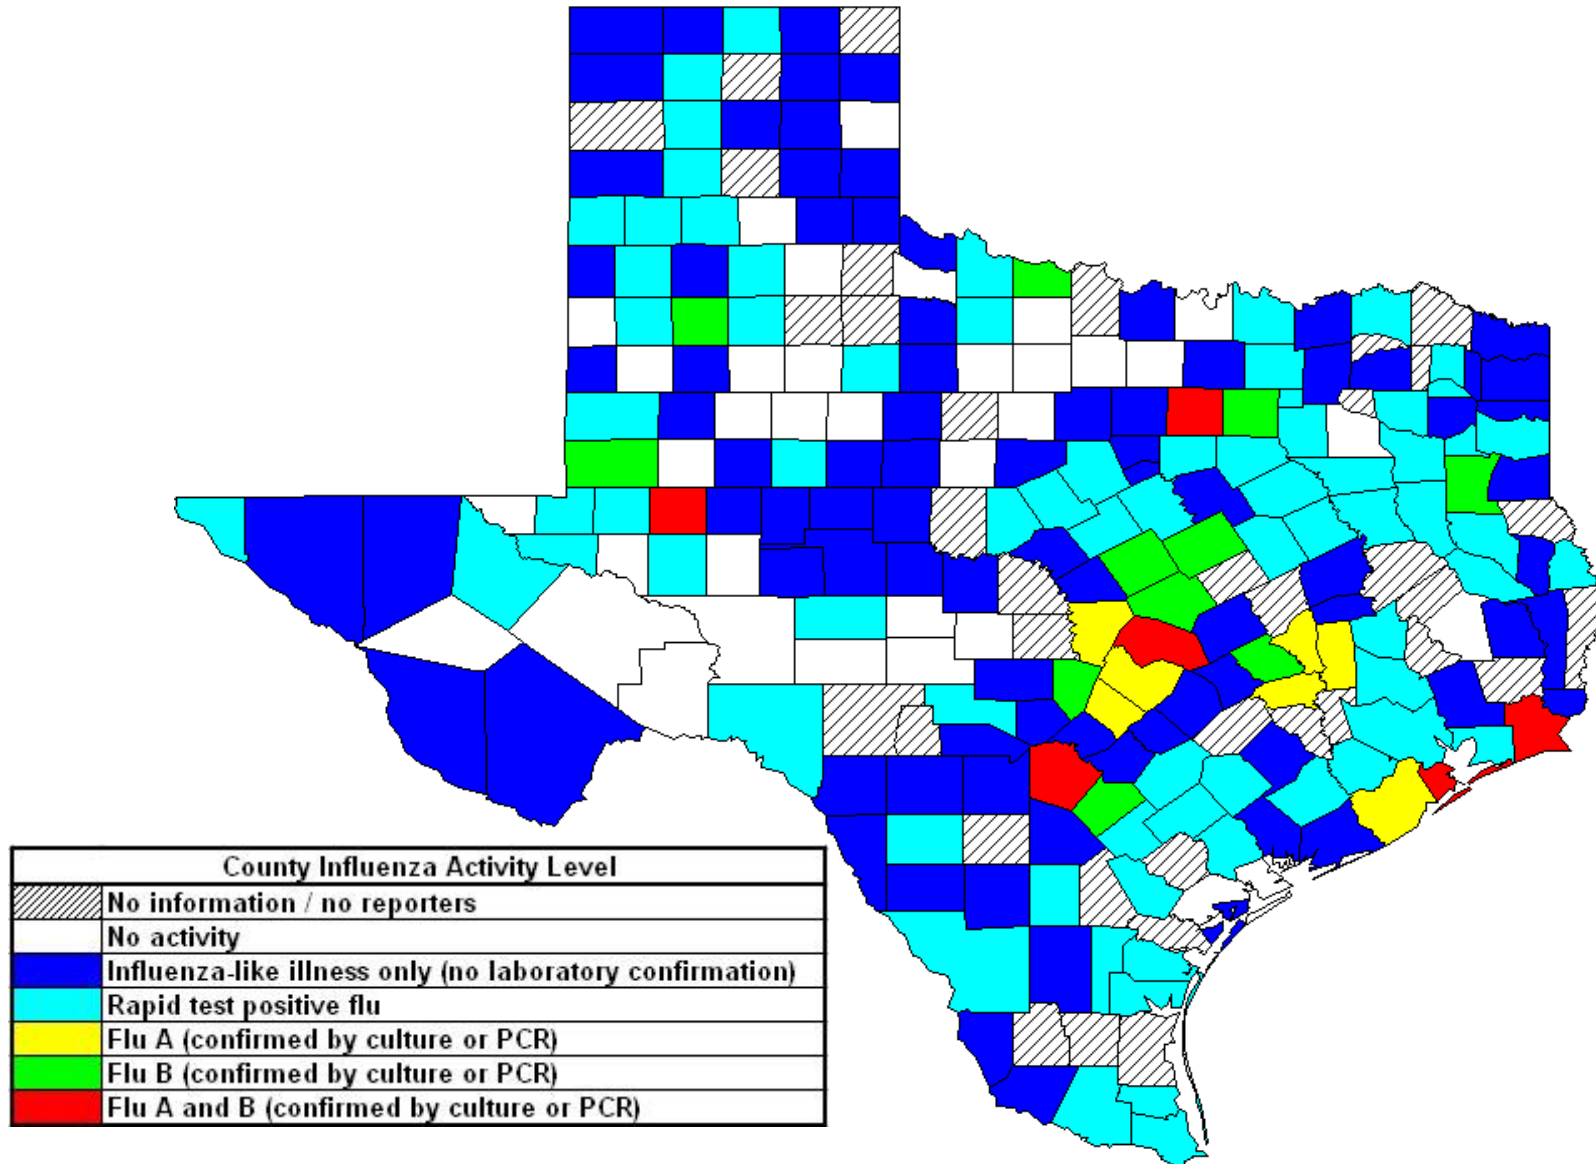 County Influenza Activity Level
No information / no reporters
No activity
Influenza-like illness only (no laboratory confirmation)
Rapid test positive flu
Flu A (confirmed by culture or PCR)
Flu B (confirmed by culture or PCR)
Flu A and B (confirmed by culture or PCR)